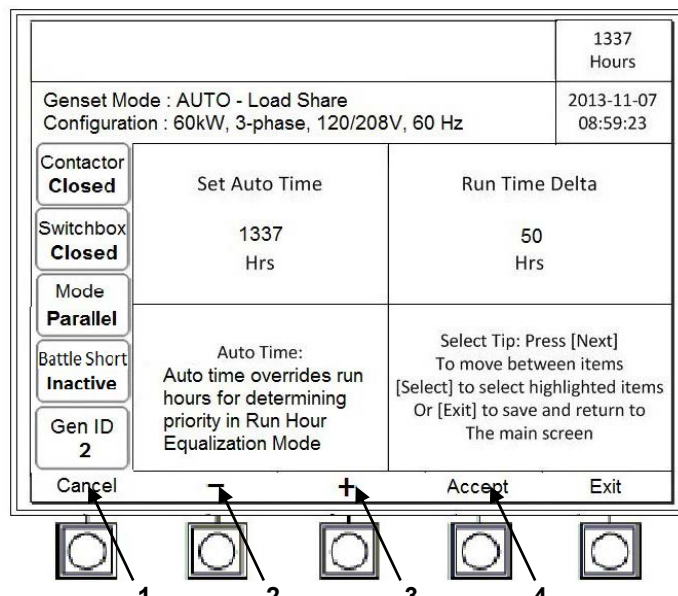 1337
Hours
Genset Mode : AUTO - Load Share
Configuration : 60kW, 3-phase, 120/208V, 60 Hz
2013-11-07
08:59:23
Contactor
Closed
Switchbox
Closed
Mode
Parallel
Battle Short
Inactive
Gen ID
2
Set Auto Time
1337
Hrs
Run Time Delta
50
Hrs
Auto Time:
Auto time overrides run
hours for determining
priority in Run Hour
Equalization Mode
Select Tip: Press [Next]
To move between items
[Select] to select highlighted items
Or [Exit] to save and return to
The main screen
Cancel - + Accept Exit
1 2 3 4